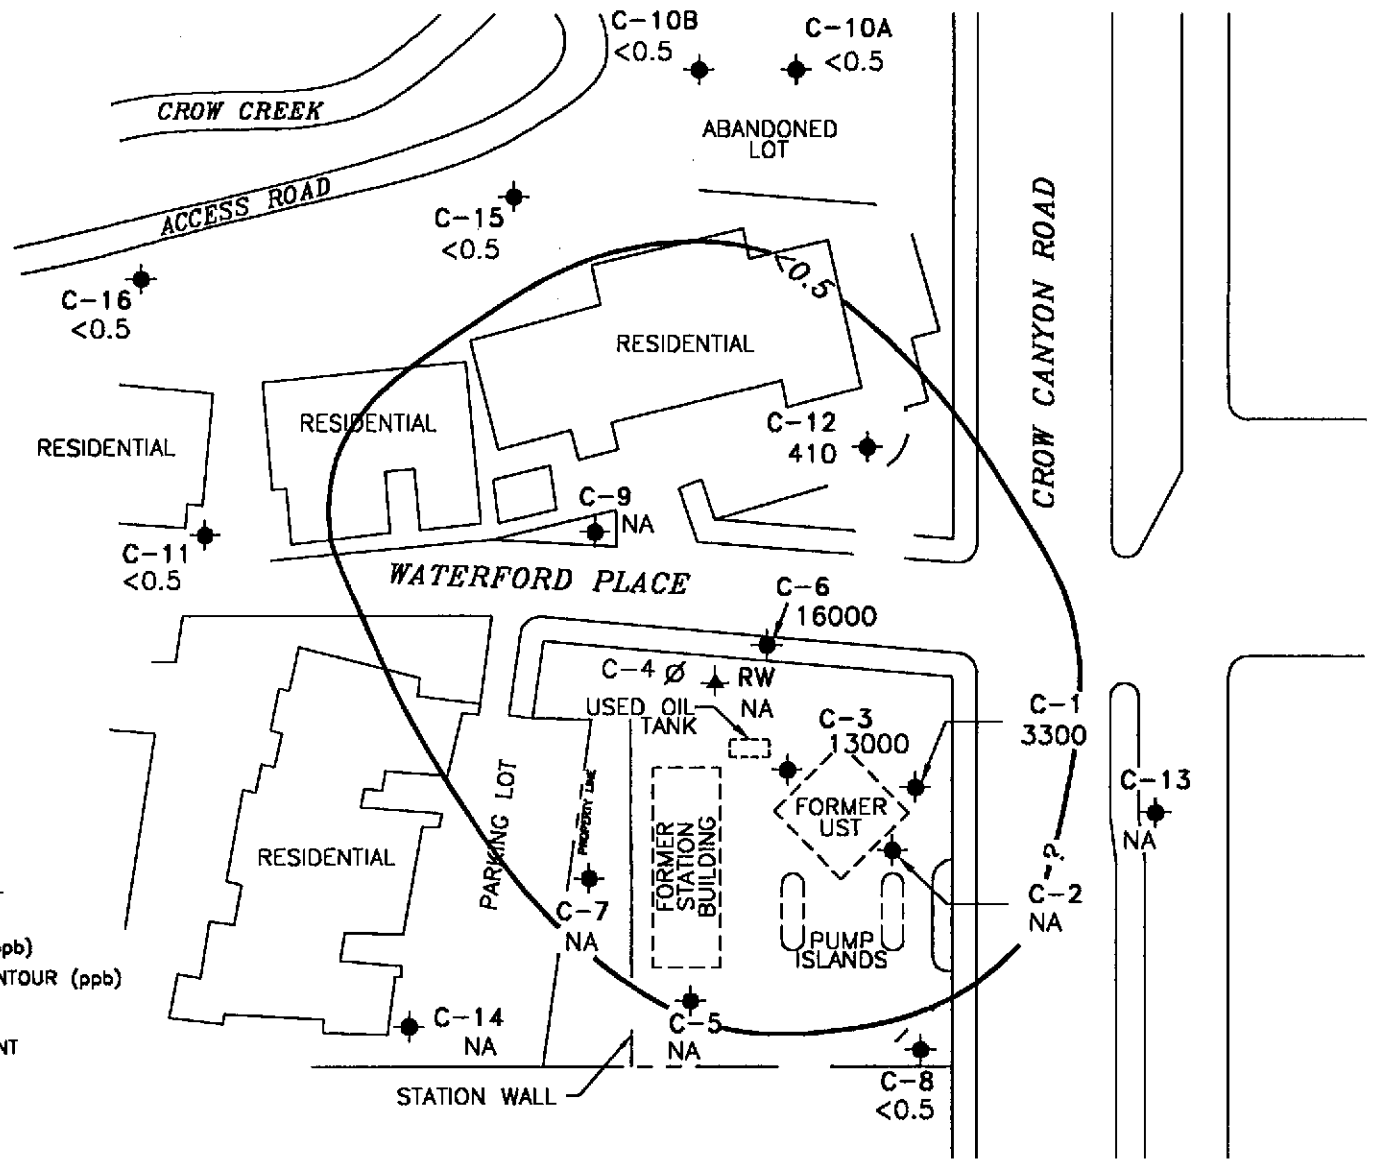 C-10B
<0.5
C-10A
<0.5
CROW CREEK
ABANDONED
LOT
ACCESS ROAD
C-15
<0.5
CROW CANYON ROAD
C-16
<0.5
<0.5
RESIDENTIAL
RESIDENTIAL
RESIDENTIAL
C-12
410
C-9
NA
C-11
<0.5
WATERFORD PLACE
C-6
16000
C-4 Ø
RW
NA
USED OIL
TANK
C-3
13000
C-1
3300
C-13
NA
PARKING LOT
PROPERTY LINE
FORMER
STATION
BUILDING
FORMER
UST
RESIDENTIAL
?
C-2
NA
C-7
NA
PUMP
ISLANDS
pb)
NTOUR (ppb)
C-14
NA
C-5
NA
NT
C-8
<0.5
STATION WALL